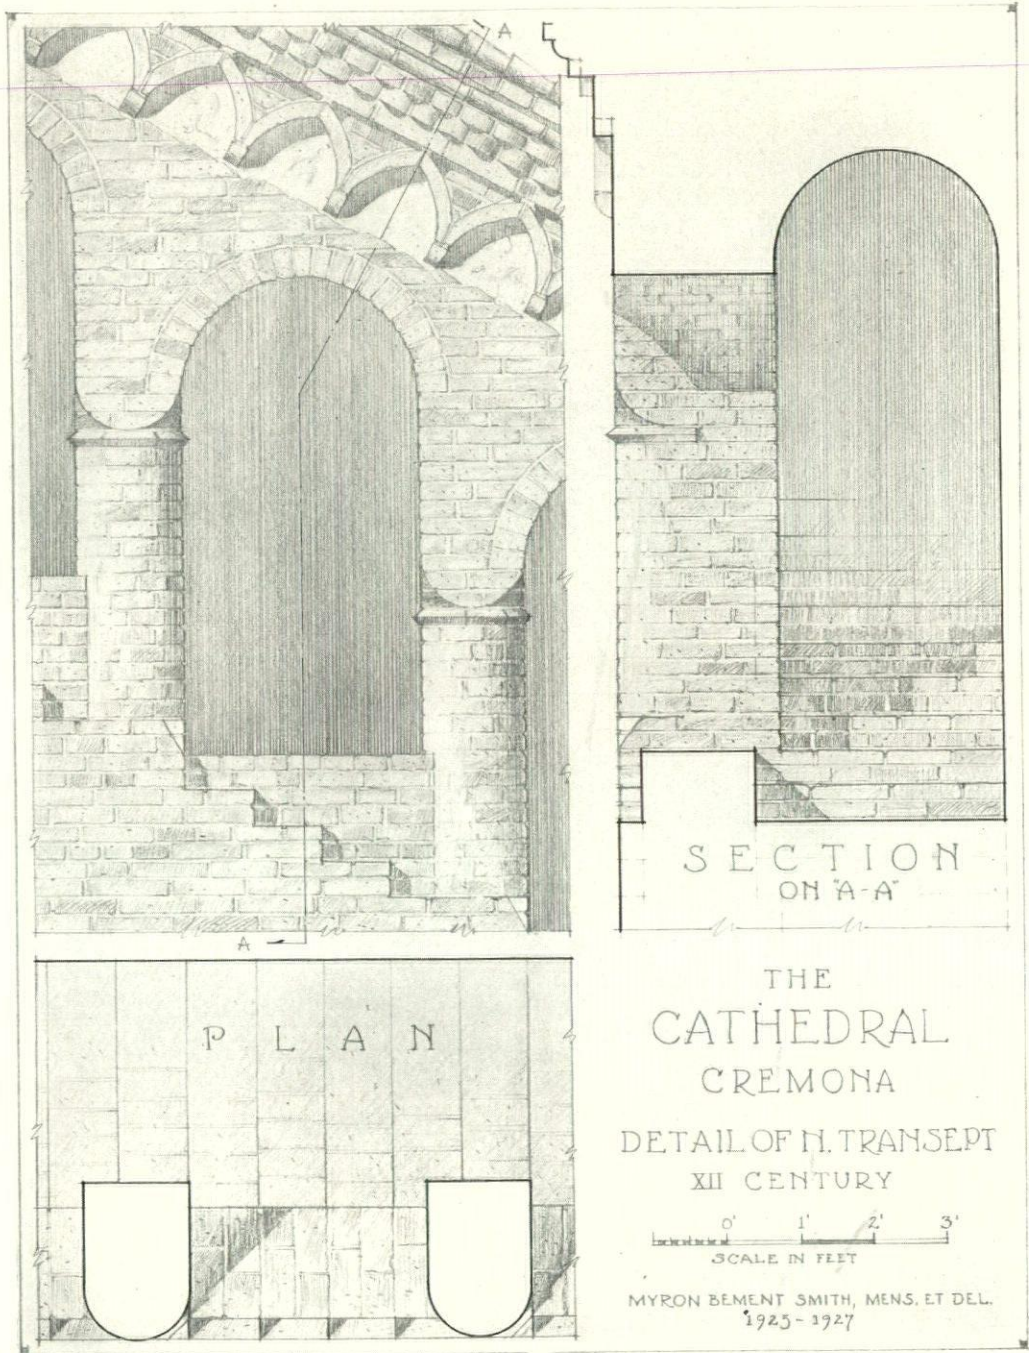 A
SECTION
ON "A-A"
A
PLAN
THE
CATHEDRAL
CREMONA
DETAIL OF N. TRANSEPT
XII CENTURY
0' 1' 2' 3'
SCALE IN FEET
MYRON BEMENT SMITH, MENS. ET DEL.
1925-1927